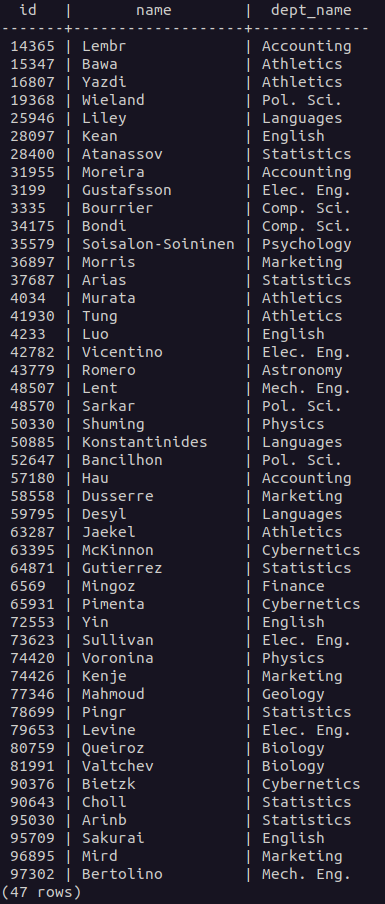 id   |       name        |  dept_name
-------+-------------------+-------------
 14365 | Lembr             | Accounting
 15347 | Bawa              | Athletics
 16807 | Yazdi             | Athletics
 19368 | Wieland           | Pol. Sci.
 25946 | Liley             | Languages
 28097 | Kean              | English
 28400 | Atanassov         | Statistics
 31955 | Moreira           | Accounting
 3199  | Gustafsson        | Elec. Eng.
 3335  | Bourrier          | Comp. Sci.
 34175 | Bondi             | Comp. Sci.
 35579 | Soisalon-Soininen | Psychology
 36897 | Morris            | Marketing
 37687 | Arias             | Statistics
 4034  | Murata            | Athletics
 41930 | Tung              | Athletics
 4233  | Luo               | English
 42782 | Vicentino         | Elec. Eng.
 43779 | Romero            | Astronomy
 48507 | Lent              | Mech. Eng.
 48570 | Sarkar            | Pol. Sci.
 50330 | Shuming           | Physics
 50885 | Konstantinides    | Languages
 52647 | Bancilhon         | Pol. Sci.
 57180 | Hau               | Accounting
 58558 | Dusserre          | Marketing
 59795 | Desyl             | Languages
 63287 | Jaekel            | Athletics
 63395 | McKinnon          | Cybernetics
 64871 | Gutierrez         | Statistics
 6569  | Mingoz            | Finance
 65931 | Pimenta           | Cybernetics
 72553 | Yin               | English
 73623 | Sullivan          | Elec. Eng.
 74420 | Voronina          | Physics
 74426 | Kenje             | Marketing
 77346 | Mahmoud           | Geology
 78699 | Pingr             | Statistics
 79653 | Levine            | Elec. Eng.
 80759 | Queiroz           | Biology
 81991 | Valtchev          | Biology
 90376 | Bietzk            | Cybernetics
 90643 | Choll             | Statistics
 95030 | Arinb             | Statistics
 95709 | Sakurai           | English
 96895 | Mird              | Marketing
 97302 | Bertolino         | Mech. Eng.
(47 rows)